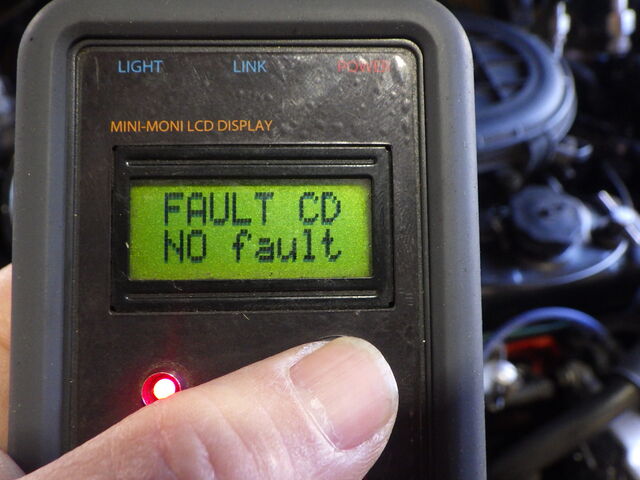 LIGHT LINK POWER
MINI-MONI LCD DISPLAY
FAULT CD
NO fault